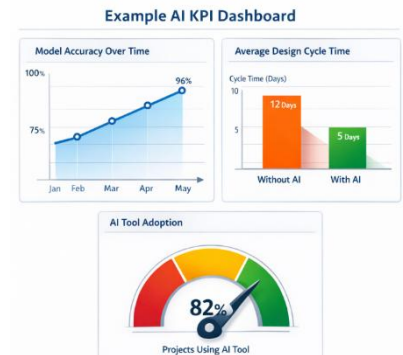 Example AI KPI Dashboard
Model Accuracy Over Time
100%
96%
75%
Jan Feb Mar Apr May
Average Design Cycle Time
Cycle Time (Days)
10
12 Days
5
5 Days
Without AI With AI
AI Tool Adoption
82%
Projects Using AI Tool